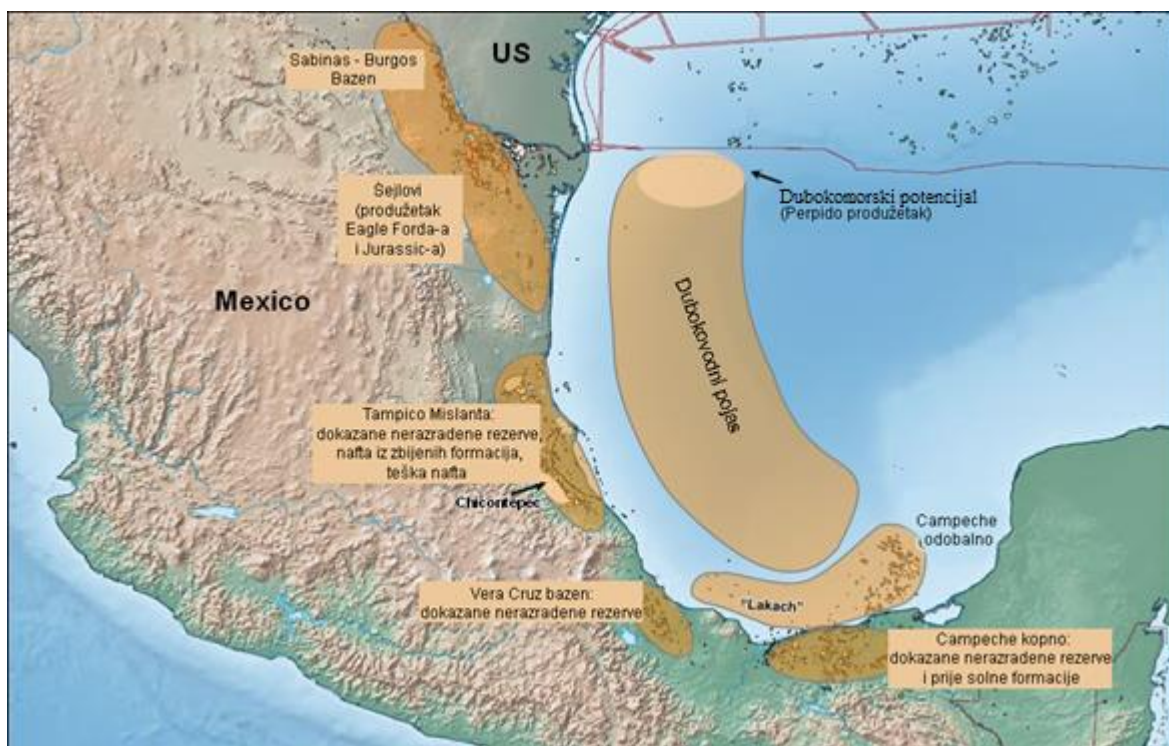 US
Sabinas - Burgos
Bazen
Šejlovi
(produžetak
Eagle Forda-a
i Jurassic-a)
Dubokomorski potencijal
(Perpido produžetak)
Mexico
Dubokovodni pojas
Tampico Mislanta:
dokazane nerazrađene rezerve,
nafta iz zbijenih formacija,
teška nafta
Chicontepec
Campeche
odobalno
Vera Cruz bazen:
dokazane nerazrađene rezerve
"Lakach"
Campeche kopno:
dokazane nerazrađene rezerve
i prije solne formacije